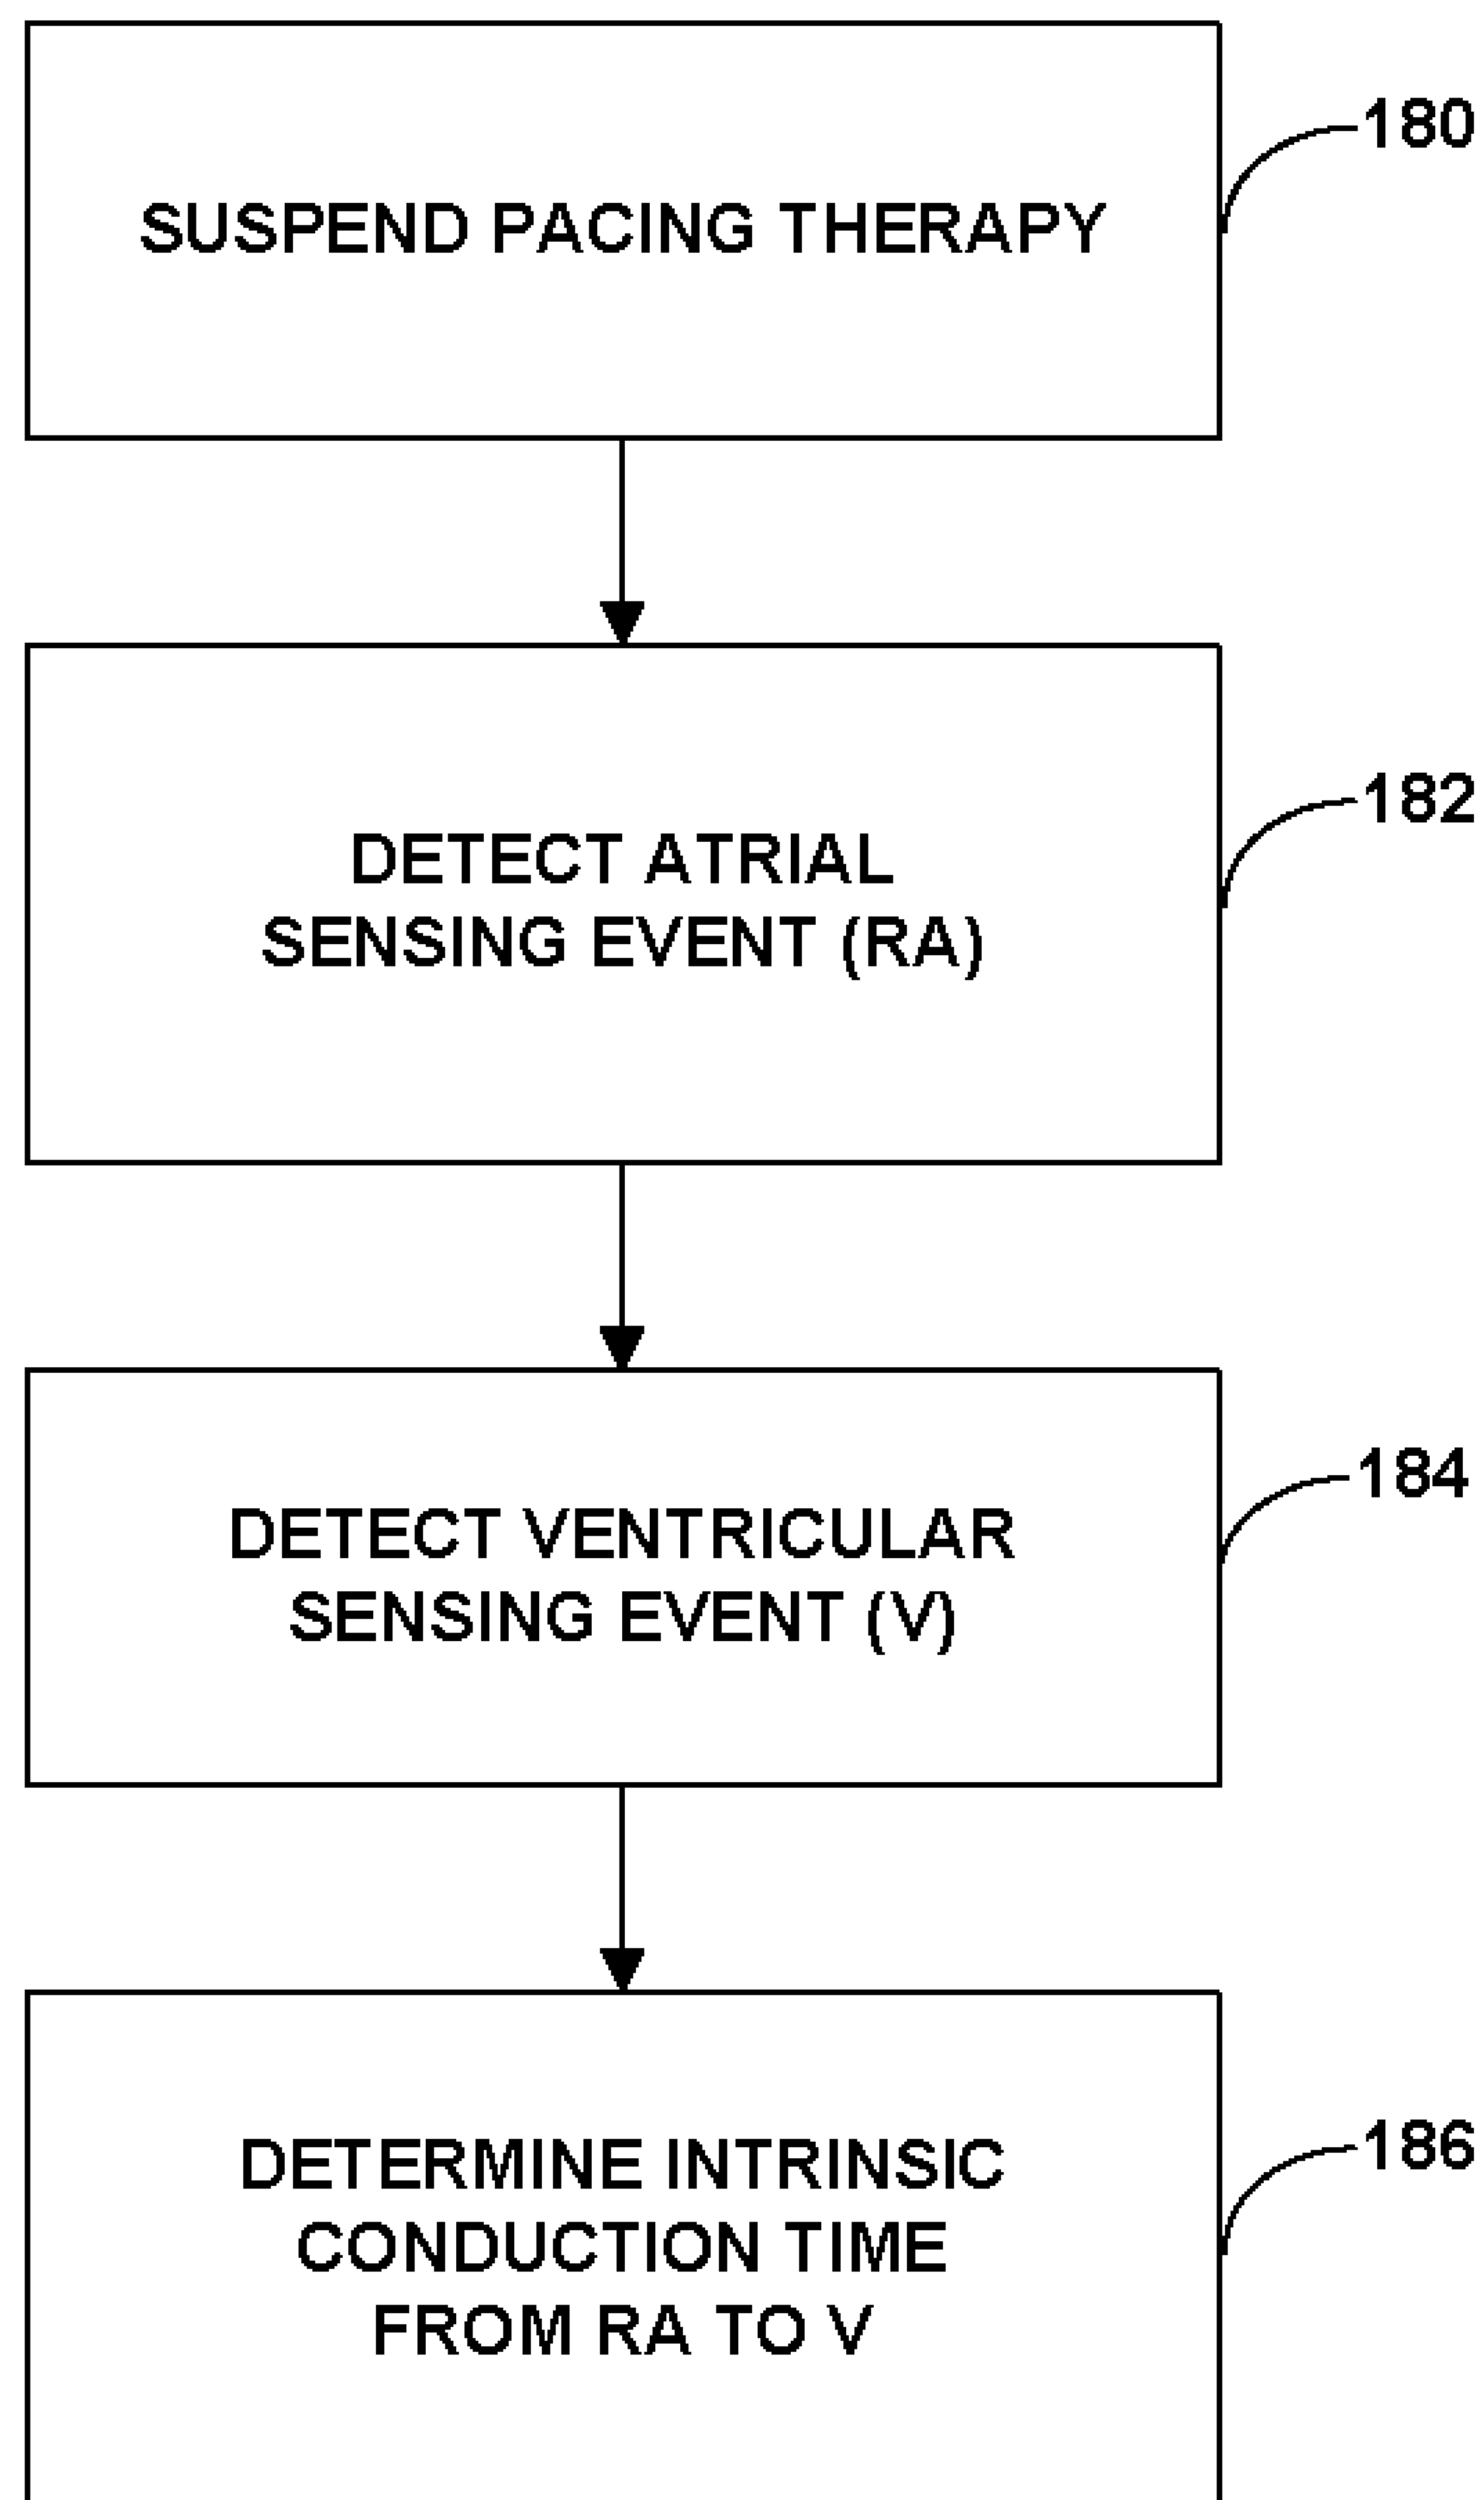 SUSPEND PACING THERAPY
180
DETECT ATRIAL
SENSING EVENT (RA)
182
DETECT VENTRICULAR
SENSING EVENT (V)
184
DETERMINE INTRINSIC
CONDUCTION TIME
FROM RA TO V
186